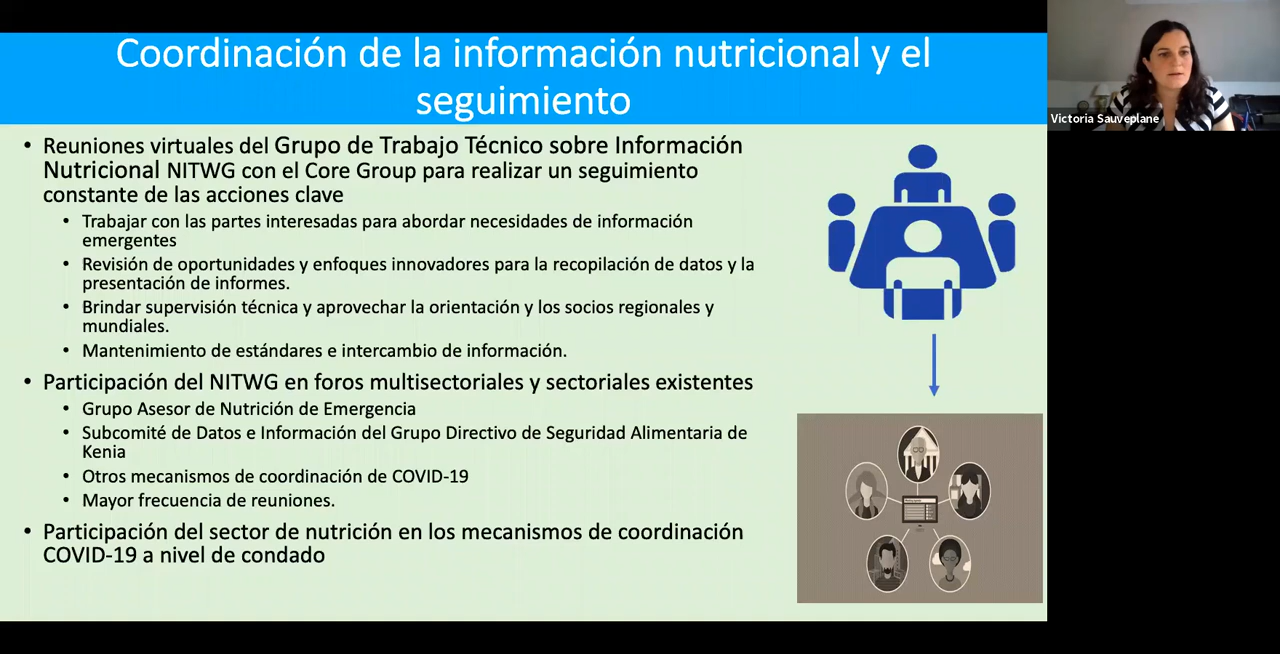 Coordinación de la información nutricional y el
seguimiento
Victoria Sauveplane
• Reuniones virtuales del Grupo de Trabajo Técnico sobre Información
Nutricional NITWG con el Core Group para realizar un seguimiento
constante de las acciones clave
• Trabajar con las partes interesadas para abordar necesidades de información
emergentes
• Revisión de oportunidades y enfoques innovadores para la recopilación de datos y la
presentación de informes.
• Brindar supervisión técnica y aprovechar la orientación y los socios regionales y
mundiales.
• Mantenimiento de estándares e intercambio de información.
• Participación del NITWG en foros multisectoriales y sectoriales existentes
• Grupo Asesor de Nutrición de Emergencia
• Subcomité de Datos e Información del Grupo Directivo de Seguridad Alimentaria de
Kenia
• Otros mecanismos de coordinación de COVID-19
• Mayor frecuencia de reuniones.
• Participación del sector de nutrición en los mecanismos de coordinación
COVID-19 a nivel de condado